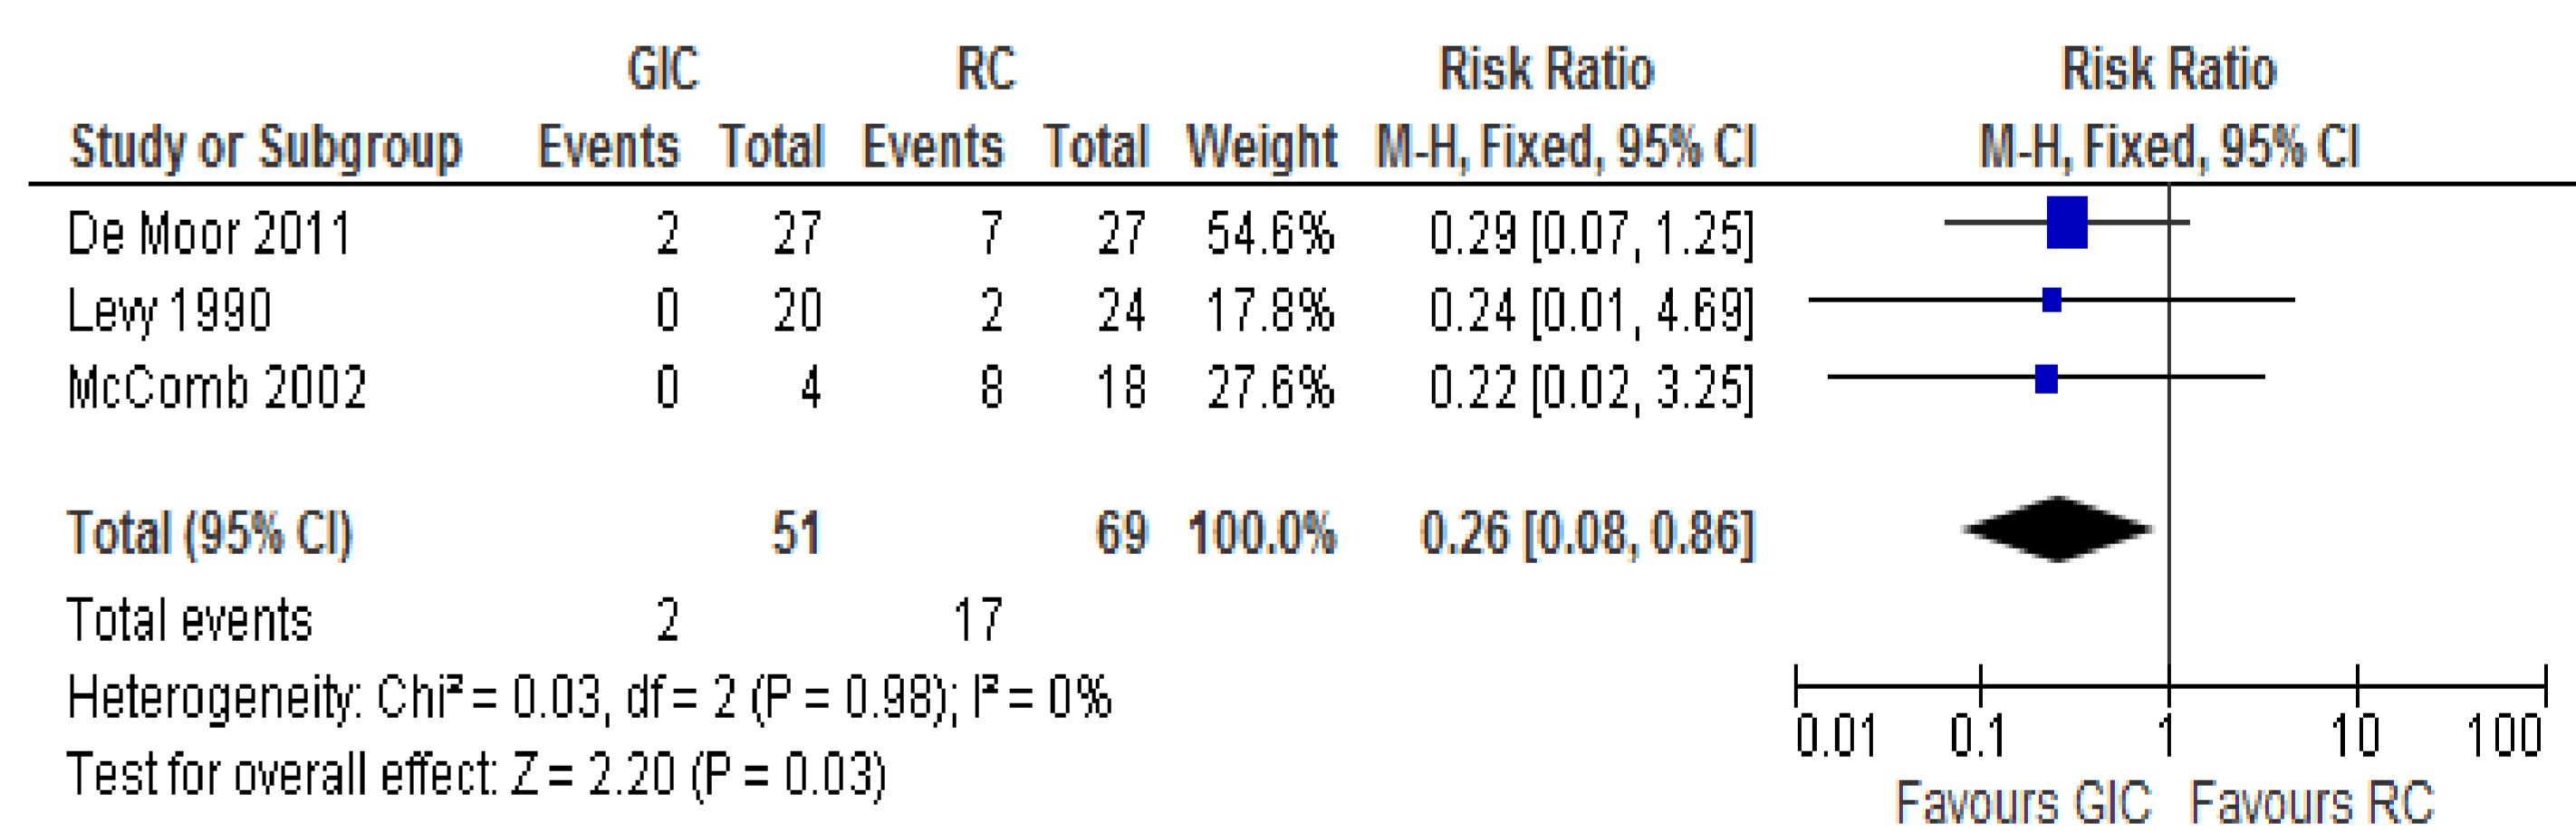 GIC RC Risk Ratio Risk Ratio
Study or Subgroup Events Total Events Total Weight M-H, Fixed, 95% CI M-H, Fixed, 95% CI
De Moor 2011 2 27 7 27 54.6% 0.29 [0.07, 1.25]
Levy 1990 0 20 2 24 17.8% 0.24 [0.01, 4.69]
McComb 2002 0 4 8 18 27.6% 0.22 [0.02, 3.25]
Total (95% CI) 51 69 100.0% 0.26 [0.08, 0.86]
Total events 2 17
Heterogeneity: Chi² = 0.03, df = 2 (P = 0.98); I² = 0%
Test for overall effect: Z = 2.20 (P = 0.03)
0.01 0.1 1 10 100
Favours GIC Favours RC